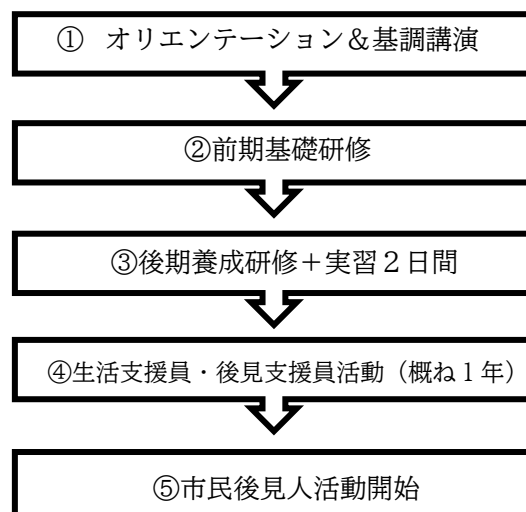 ① オリエンテーション＆基調講演
②前期基礎研修
③後期養成研修＋実習２日間
④生活支援員・後見支援員活動（概ね１年）
⑤市民後見人活動開始